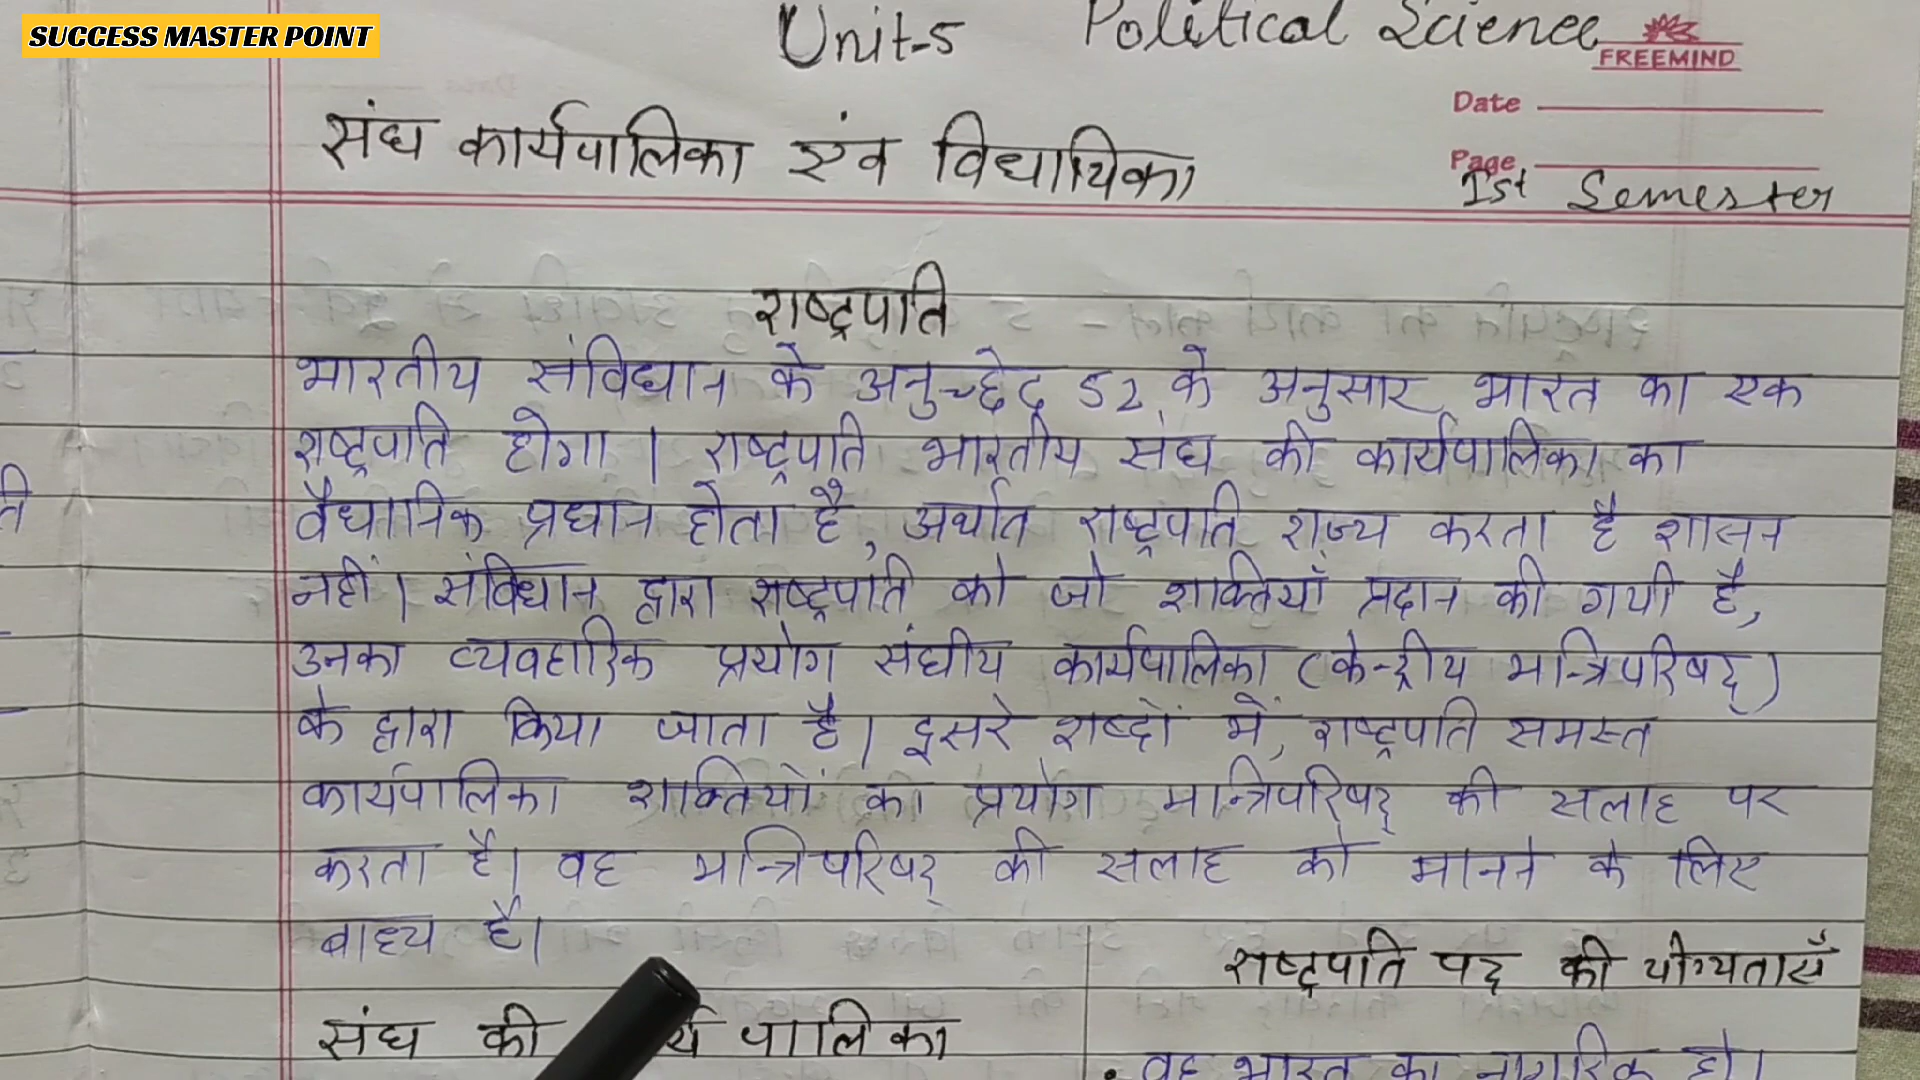 SUCCESS MASTER POINT
Unit-5 Political Science
FREEMIND
Date
संघ कार्यपालिका एंव विधायिका
Page
Ist Semester
राष्ट्रपति
भारतीय संविधान के अनुच्छेद 52 के अनुसार भारत का एक
राष्ट्रपति होगा । राष्ट्रपति भारतीय संघ की कार्यपालिका का
वैधानिक प्रधान होता है, अर्थात राष्ट्रपति राज्य करता है शासन
नहीं । संविधान द्वारा राष्ट्रपति को जो शक्तियाँ प्रदान की गयी है,
उनका व्यवहारिक प्रयोग संघीय कार्यपालिका (केन्द्रीय मन्त्रिपरिषद्)
के द्वारा किया जाता है। दूसरे शब्दों में, राष्ट्रपति समस्त
कार्यपालिका शक्तियों का प्रयोग मन्त्रिपरिषद् की सलाह पर
करता है। वह मन्त्रिपरिषद् की सलाह को मानने के लिए
बाध्य है।
राष्ट्रपति पद की योग्यताएँ
संघ की र्य पालिका
• वह भारत का नागरिक हो।